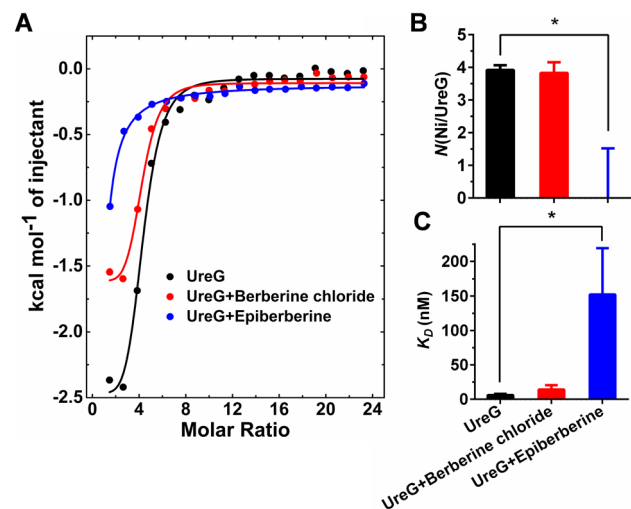 A
kcal mol⁻¹ of injectant
0.0
-0.5
-1.0
-1.5
-2.0
-2.5
0
4
8
12
16
20
24
Molar Ratio
UreG
UreG+Berberine chloride
UreG+Epiberberine
B
*
N(Ni/UreG)
5
4
3
2
1
0
C
*
K_D (nM)
250
200
150
100
50
0
UreG
UreG+Berberine chloride
UreG+Epiberberine